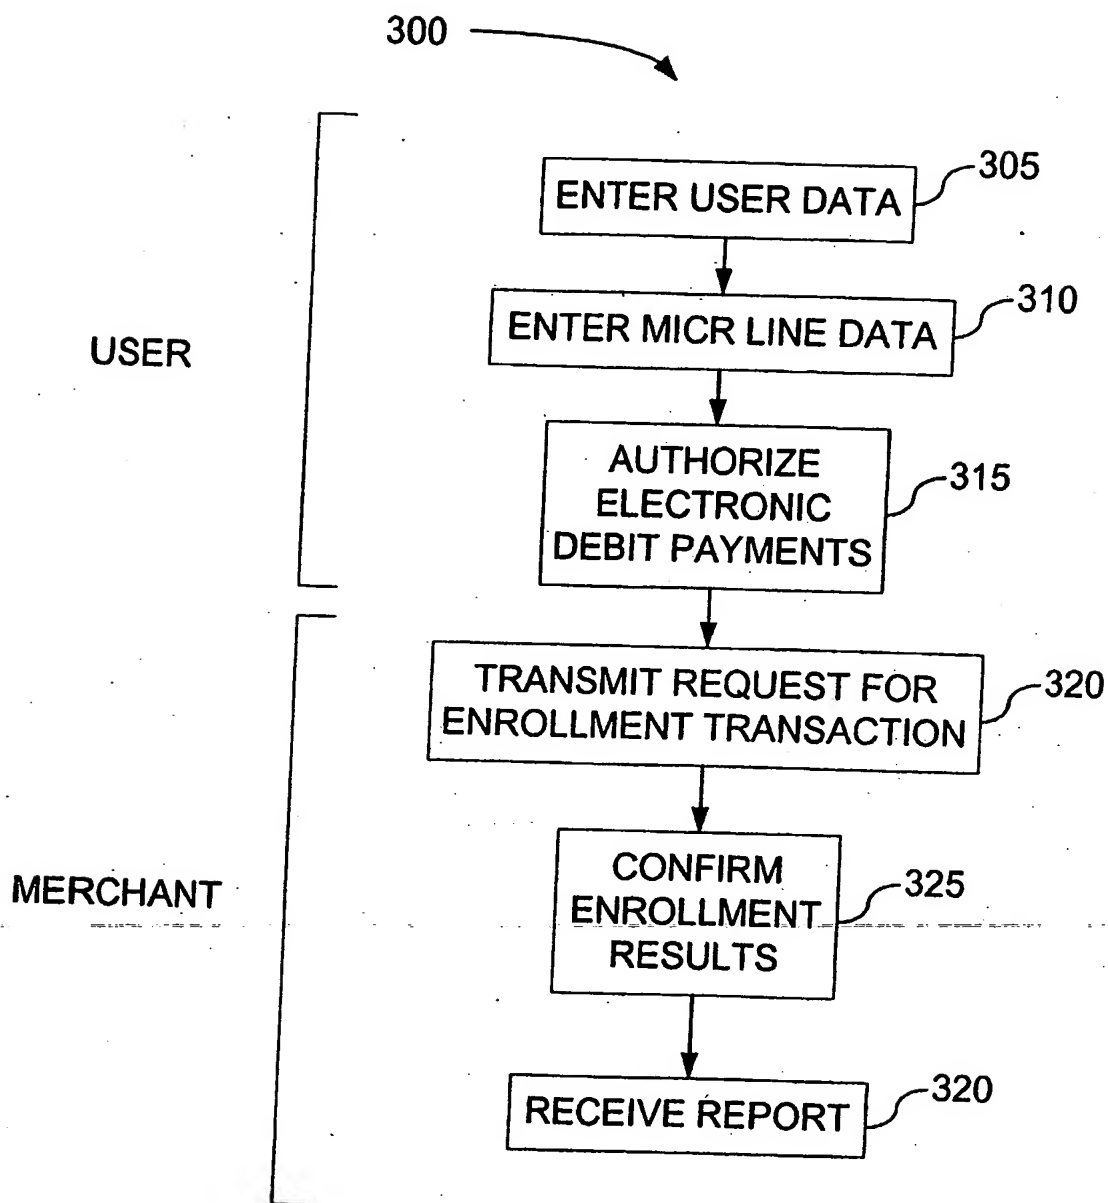 300
305
ENTER USER DATA
310
ENTER MICR LINE DATA
USER
315
AUTHORIZE
ELECTRONIC
DEBIT PAYMENTS
320
TRANSMIT REQUEST FOR
ENROLLMENT TRANSACTION
MERCHANT
325
CONFIRM
ENROLLMENT
RESULTS
320
RECEIVE REPORT